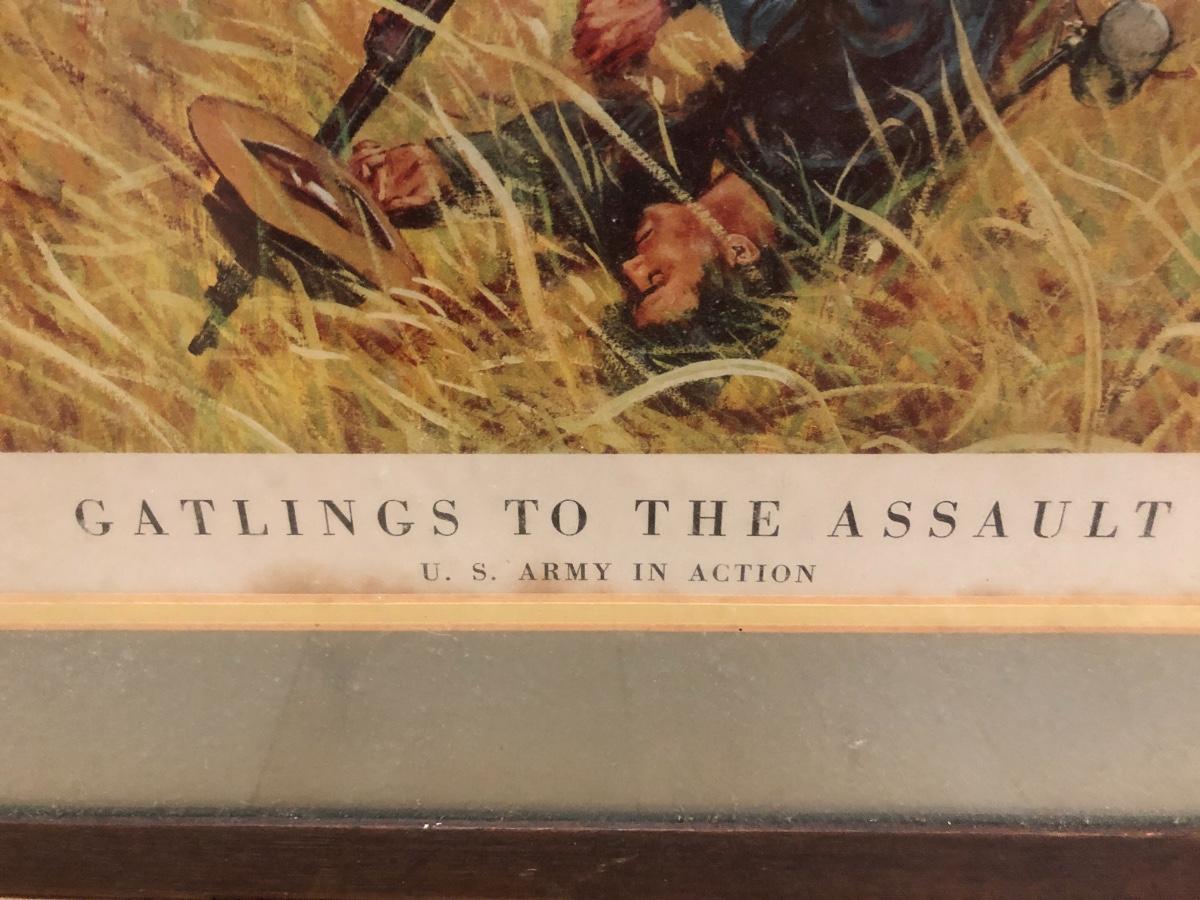 GATLINGS TO THE ASSAULT
U. S. ARMY IN ACTION